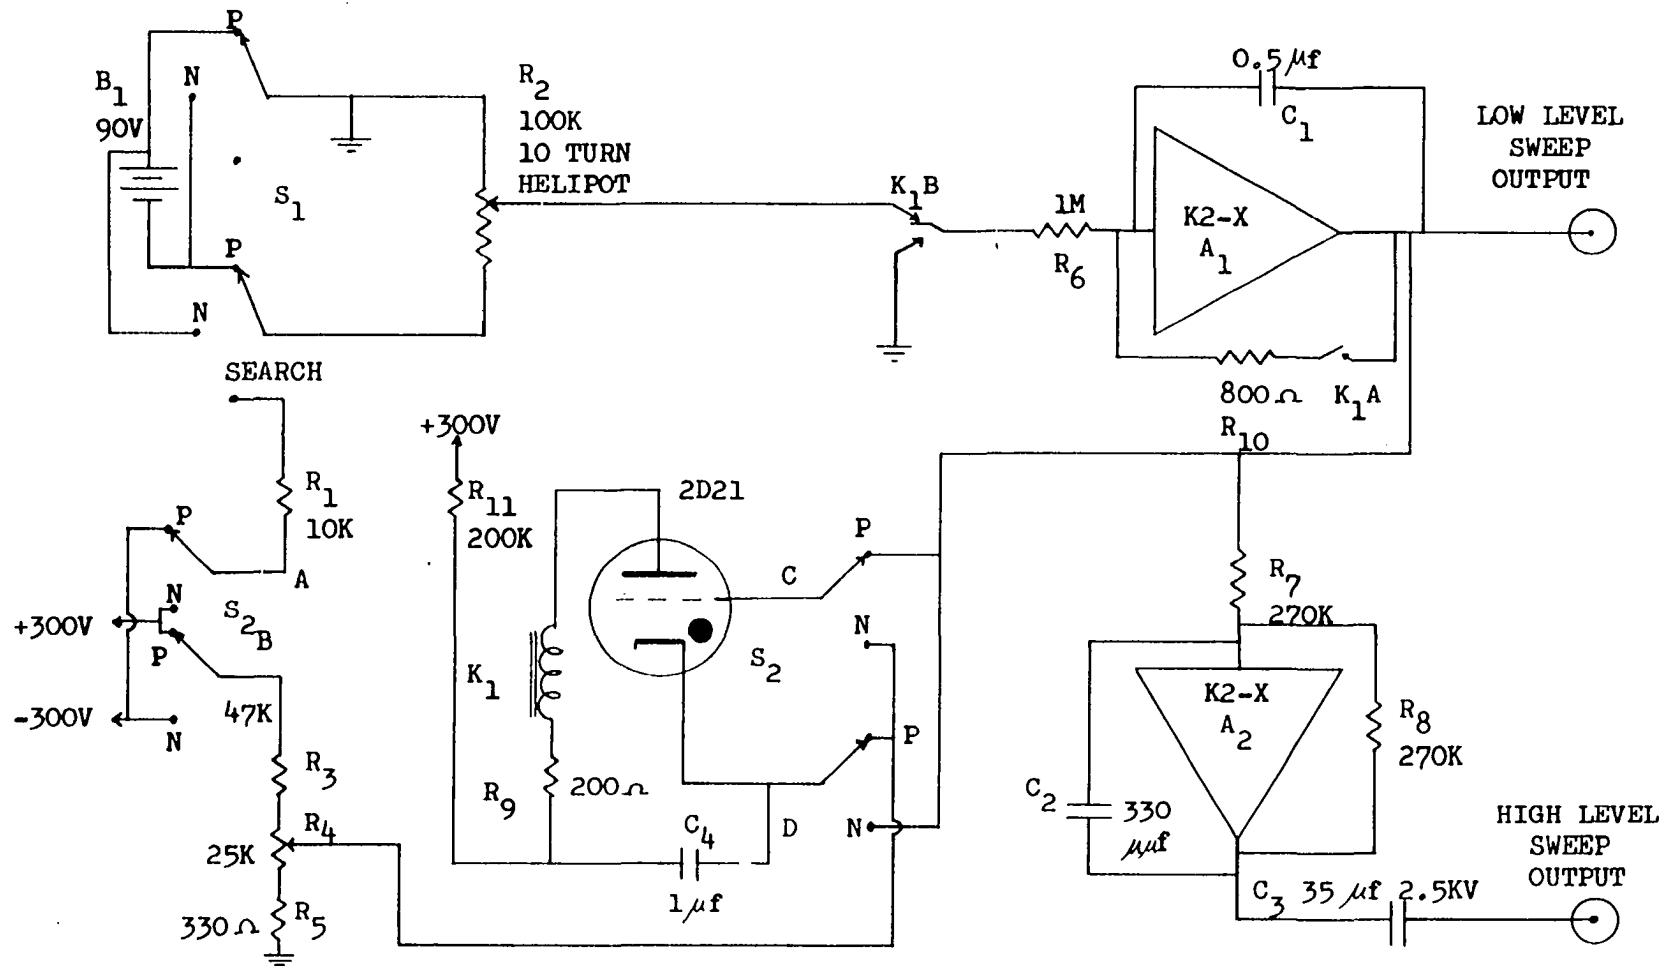 P
B1
90V
N
S1
P
N
R2
100K
10 TURN
HELIPOT
K1B
1M
R6
0.5 μf
C1
K2-X
A1
LOW LEVEL
SWEEP
OUTPUT
800Ω
R10
K1A
SEARCH
R1
10K
P
A
N
S2B
+300V
P
-300V
N
47K
R3
R4
25K
330Ω
R5
+300V
R11
200K
2D21
K1
R9
200Ω
C
P
N
S2
P
C4
1μf
D
N
R7
270K
K2-X
A2
R8
270K
C2
330
μμf
C3 35 μf 2.5KV
HIGH LEVEL
SWEEP
OUTPUT